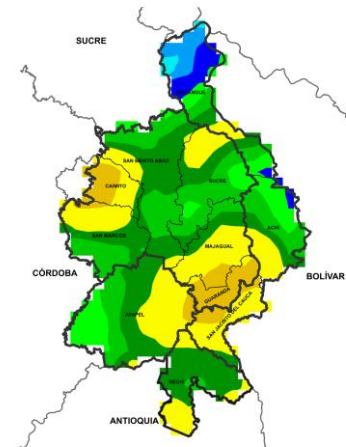 SUCRE
SAN BENITO ABAD
CAIMITO
SUCRE
SAN MARCOS
MAJAGUAL
ACHI
CÓRDOBA
BOLÍVAR
GUARANDA
SAN JACINTO DEL CAUCA
AYAPEL
NECHI
ANTIOQUIA